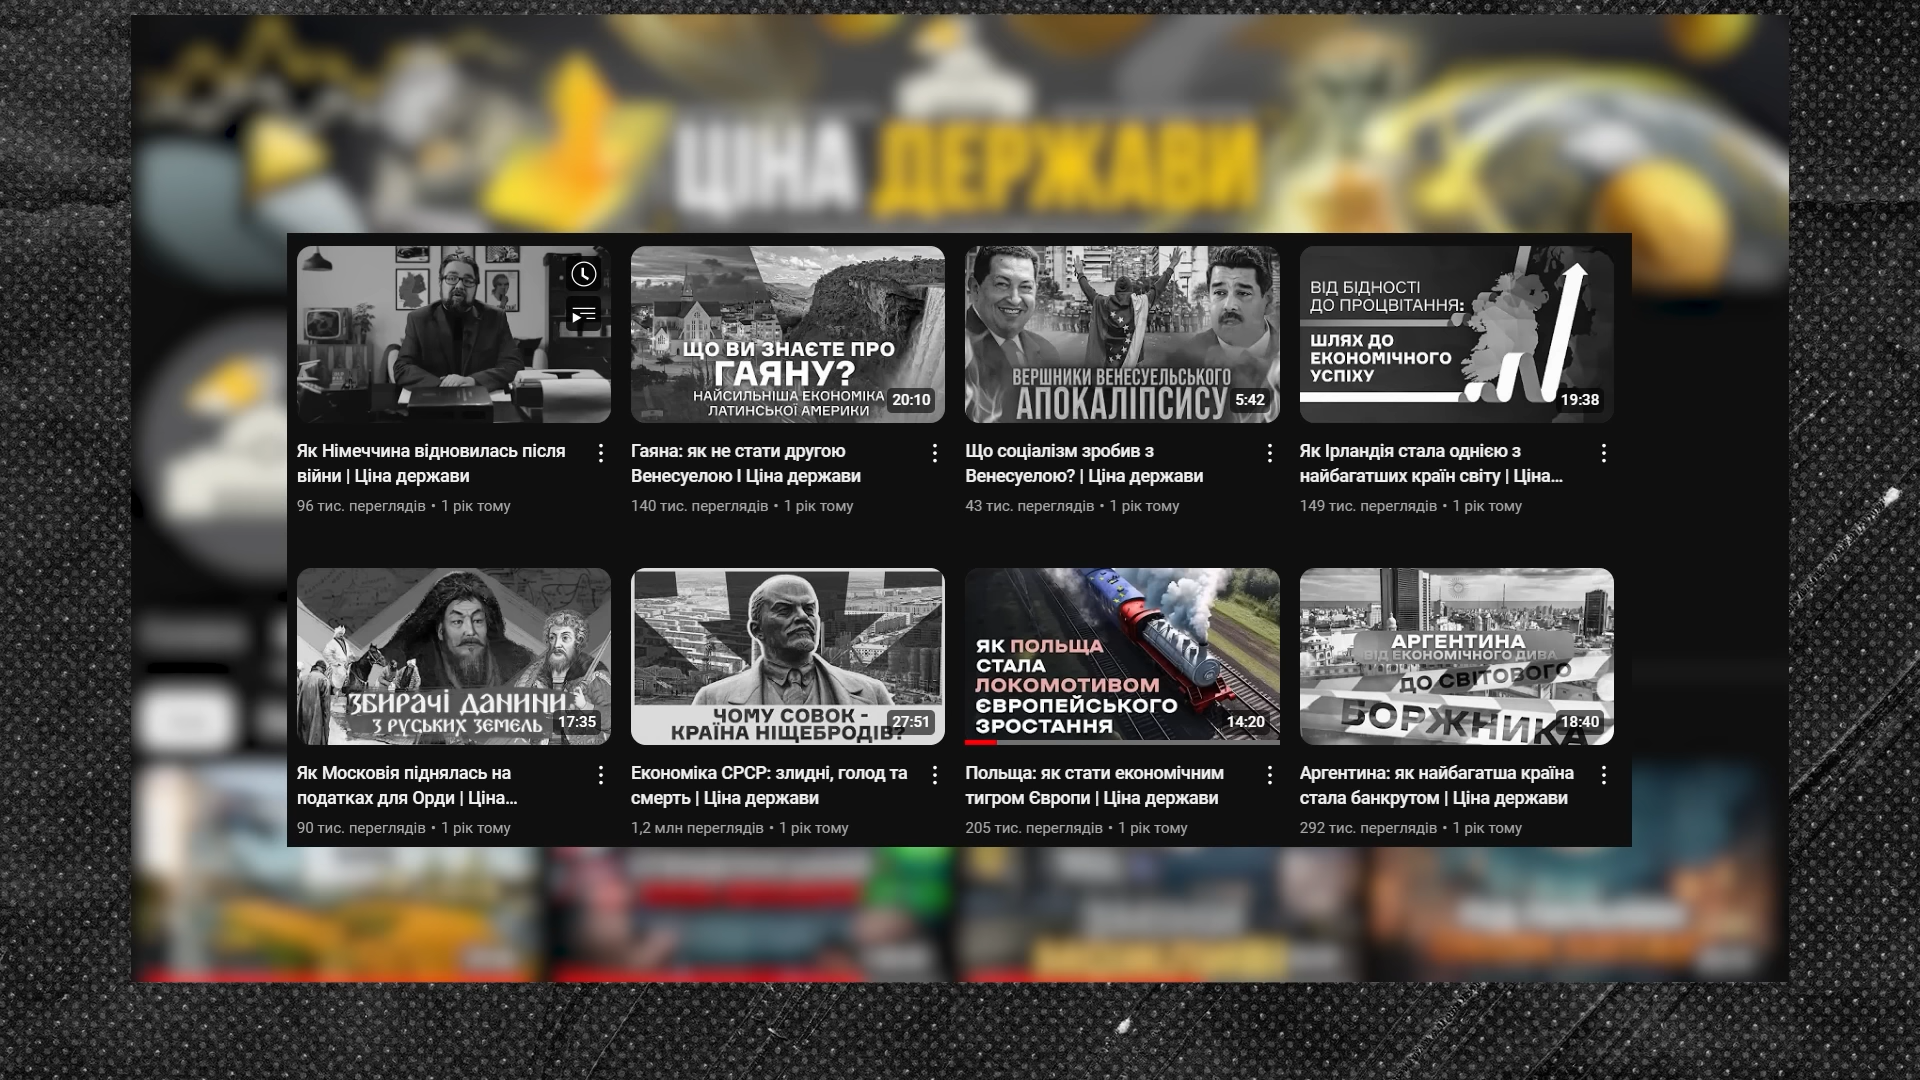 ЦІНА ДЕРЖАВИ
ЩО ВИ ЗНАЄТЕ ПРО
ГАЯНУ?
НАЙСИЛЬНІША ЕКОНОМІКА
ЛАТИНСЬКОЇ АМЕРИКИ
20:10
ВЕРШНИКИ ВЕНЕСУЕЛЬСЬКОГО
АПОКАЛІПСИСУ
5:42
ВІД БІДНОСТІ
ДО ПРОЦВІТАННЯ:
ШЛЯХ ДО
ЕКОНОМІЧНОГО
УСПІХУ
19:38
Як Німеччина відновилась після
війни | Ціна держави
96 тис. переглядів • 1 рік тому
Гаяна: як не стати другою
Венесуелою І Ціна держави
140 тис. переглядів • 1 рік тому
Що соціалізм зробив з
Венесуелою? | Ціна держави
43 тис. переглядів • 1 рік тому
Як Ірландія стала однією з
найбагатших країн світу | Ціна...
149 тис. переглядів • 1 рік тому
ЗБИРАЧІ ДАНИНИ
З РУСЬКИХ ЗЕМЕЛЬ
17:35
ЧОМУ СОВОК -
КРАЇНА НІЩЕБРОДІВ?
27:51
ЯК ПОЛЬЩА
СТАЛА
ЛОКОМОТИВОМ
ЄВРОПЕЙСЬКОГО
ЗРОСТАННЯ
14:20
АРГЕНТИНА
ВІД ЕКОНОМІЧНОГО ДИВА
ДО СВІТОВОГО
БОРЖНИКА
18:40
Як Московія піднялась на
податках для Орди | Ціна...
90 тис. переглядів • 1 рік тому
Економіка СРСР: злидні, голод та
смерть | Ціна держави
1,2 млн переглядів • 1 рік тому
Польща: як стати економічним
тигром Європи | Ціна держави
205 тис. переглядів • 1 рік тому
Аргентина: як найбагатша країна
стала банкрутом | Ціна держави
292 тис. переглядів • 1 рік тому